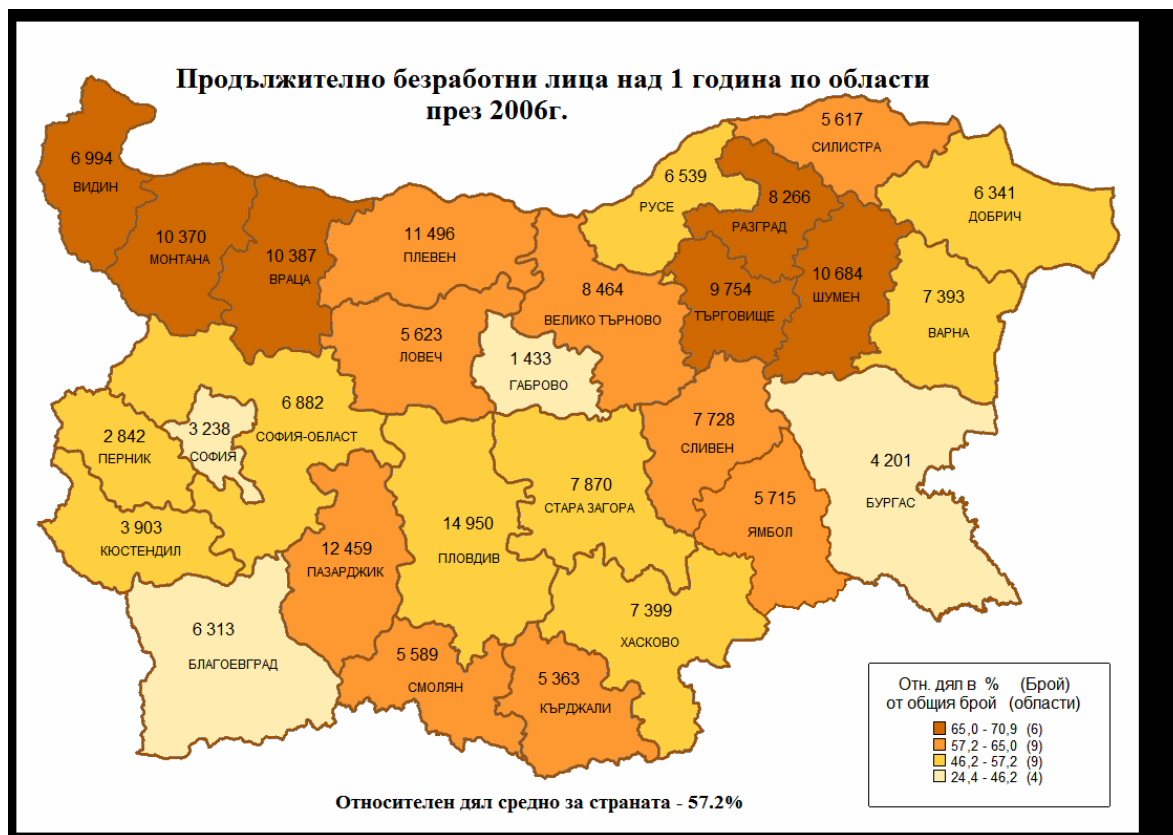 Продължително безработни лица над 1 година по области
през 2006г.
5 617
СИЛИСТРА
6 994
ВИДИН
6 539
РУСЕ
8 266
РАЗГРАД
6 341
ДОБРИЧ
10 370
МОНТАНА
10 387
ВРАЦА
11 496
ПЛЕВЕН
8 464
ВЕЛИКО ТЪРНОВО
9 754
ТЪРГОВИЩЕ
10 684
ШУМЕН
7 393
ВАРНА
5 623
ЛОВЕЧ
1 433
ГАБРОВО
6 882
СОФИЯ-ОБЛАСТ
2 842
ПЕРНИК
3 238
СОФИЯ
7 728
СЛИВЕН
4 201
БУРГАС
7 870
СТАРА ЗАГОРА
5 715
ЯМБОЛ
3 903
КЮСТЕНДИЛ
12 459
ПАЗАРДЖИК
14 950
ПЛОВДИВ
7 399
ХАСКОВО
6 313
БЛАГОЕВГРАД
5 589
СМОЛЯН
5 363
КЪРДЖАЛИ
Отн. дял в % (Брой)
от общия брой (области)
65,0 - 70,9 (6)
57,2 - 65,0 (9)
46,2 - 57,2 (9)
24,4 - 46,2 (4)
Относителен дял средно за страната - 57.2%